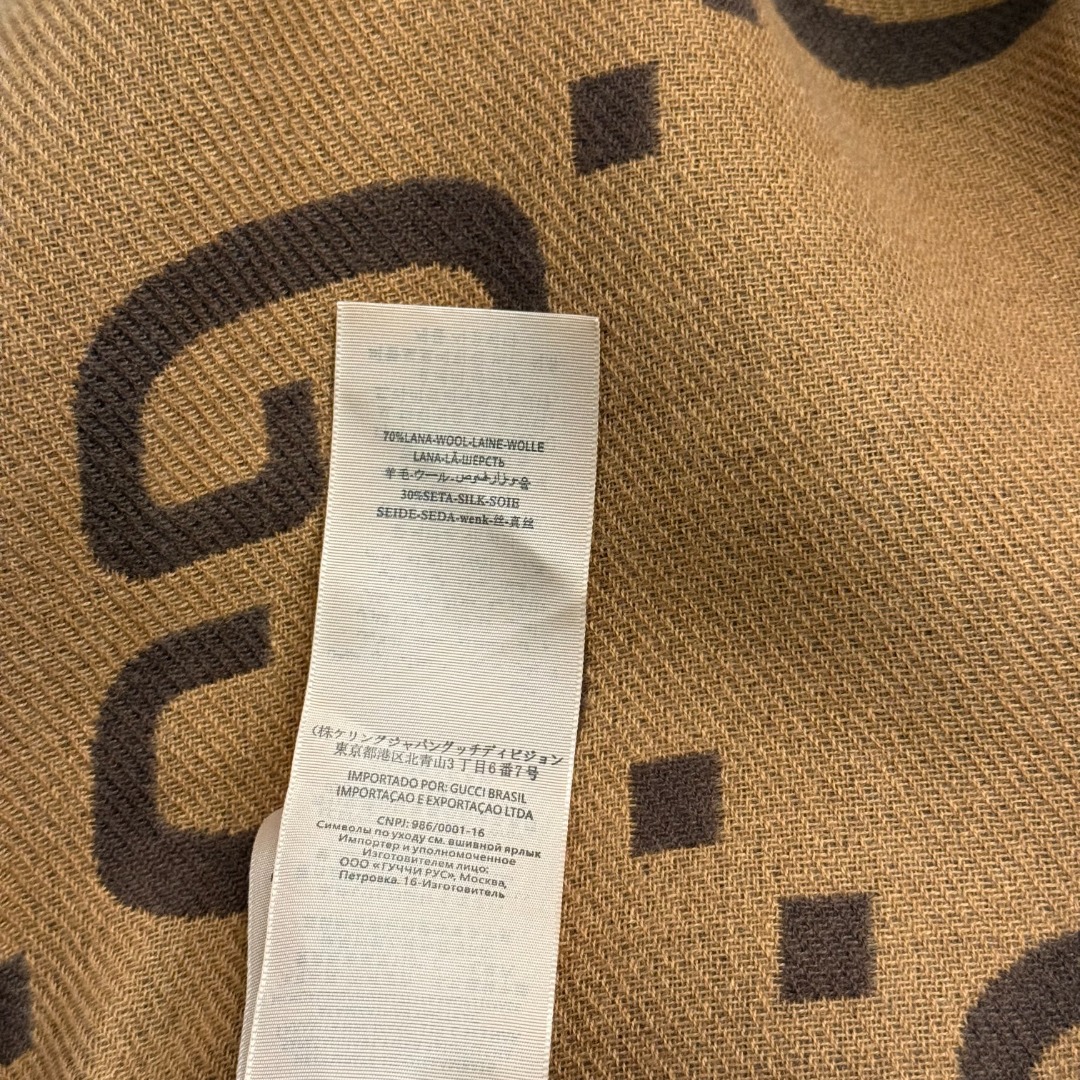 70%LANA-WOOL-LAINE-WOLLE
LANA-LÃ-ШЕРСТЬ
羊毛-ウール-
30%SETA-SILK-SOIE
SEIDE-SEDA-wenk-丝-真丝
(株ケリングジャパングッチディビジョン
東京都港区北青山3丁目6番7号
IMPORTADO POR: GUCCI BRASIL
IMPORTAÇAO E EXPORTAÇAO LTDA
CNPJ: 986/0001-16
Символы по уходу см. вшивной ярлык
Импортер и уполномоченное
Изготовителем лицо:
ООО «ГУЧЧИ РУС», Москва,
Петровка. 16-Изготовитель